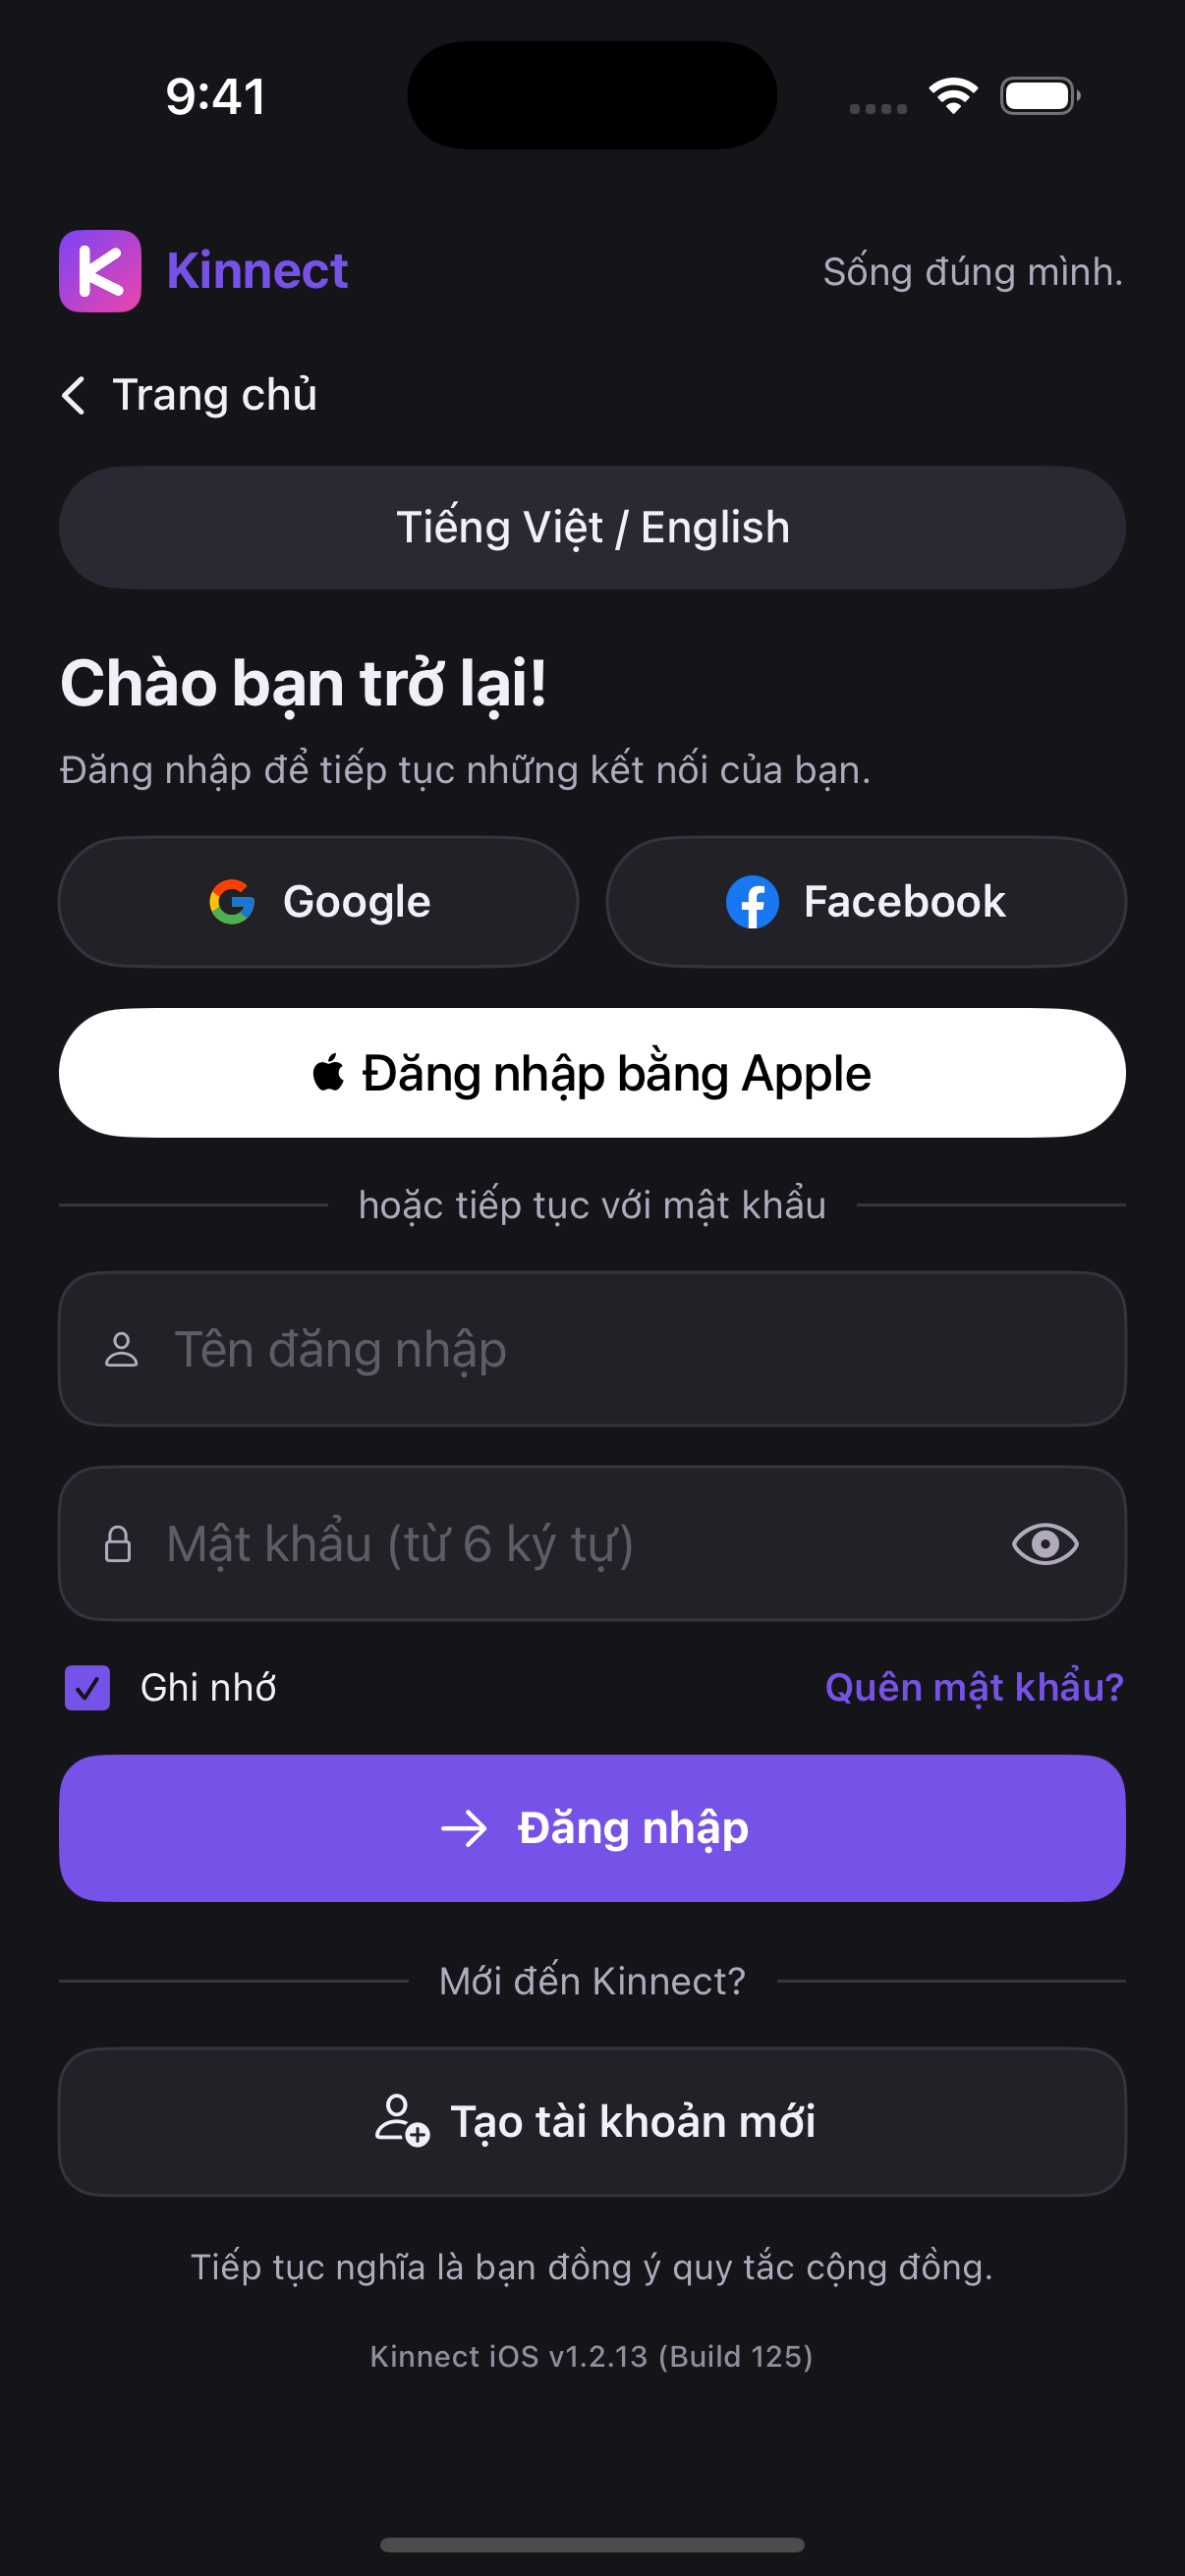 9:41
Kinnect
Sống đúng mình.
Trang chủ
Tiếng Việt / English
Chào bạn trở lại!
Đăng nhập để tiếp tục những kết nối của bạn.
Google
Facebook
Đăng nhập bằng Apple
hoặc tiếp tục với mật khẩu
Tên đăng nhập
Mật khẩu (từ 6 ký tự)
Ghi nhớ
Quên mật khẩu?
Đăng nhập
Mới đến Kinnect?
Tạo tài khoản mới
Tiếp tục nghĩa là bạn đồng ý quy tắc cộng đồng.
Kinnect iOS v1.2.13 (Build 125)